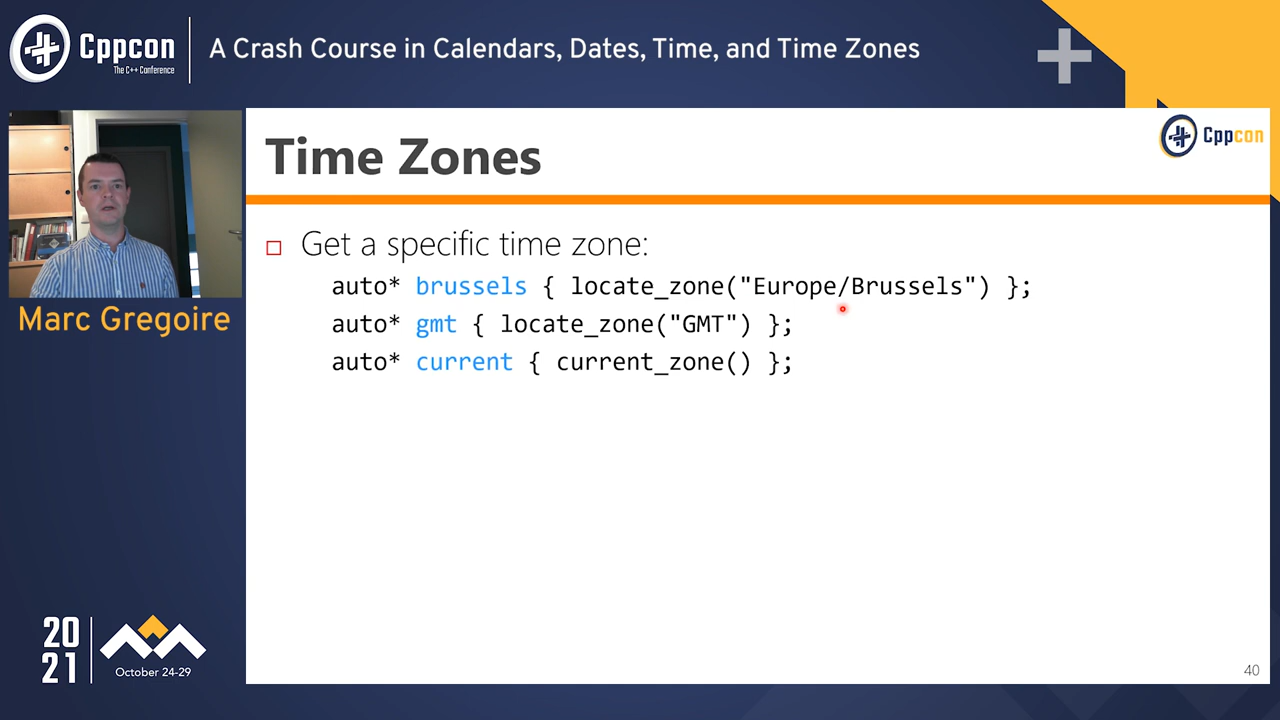 Cppcon
The C++ Conference
A Crash Course in Calendars, Dates, Time, and Time Zones
Cppcon
Time Zones
Marc Gregoire
Get a specific time zone:
auto* brussels { locate_zone("Europe/Brussels") };
auto* gmt { locate_zone("GMT") };
auto* current { current_zone() };
20
21
October 24-29
40